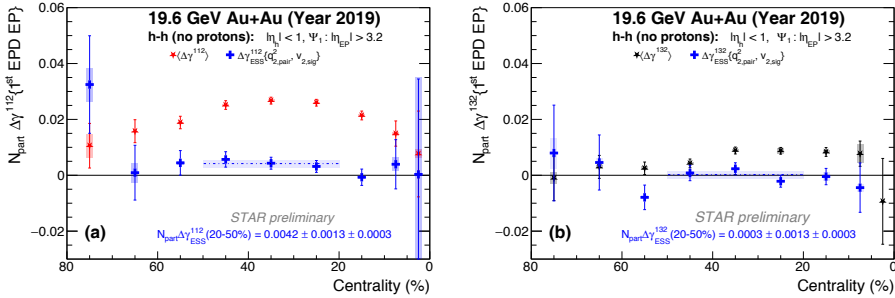 19.6 GeV Au+Au (Year 2019)
h-h (no protons): |η_h| < 1, Ψ_1 : |η_EP| > 3.2
⟨Δγ^112⟩ Δγ^112_ESS{q^2_2,pair, v_2,sig}
N_part Δγ^112{1^st EPD EP}
0.06
0.04
0.02
0
−0.02
(a)
STAR preliminary
N_partΔγ^112_ESS(20-50%) = 0.0042 ± 0.0013 ± 0.0003
80 60 40 20 0
Centrality (%)
19.6 GeV Au+Au (Year 2019)
h-h (no protons): |η_h| < 1, Ψ_1 : |η_EP| > 3.2
⟨Δγ^132⟩ Δγ^132_ESS{q^2_2,pair, v_2,sig}
N_part Δγ^132{1^st EPD EP}
0.06
0.04
0.02
0
−0.02
(b)
STAR preliminary
N_partΔγ^132_ESS(20-50%) = 0.0003 ± 0.0013 ± 0.0003
80 60 40 20 0
Centrality (%)